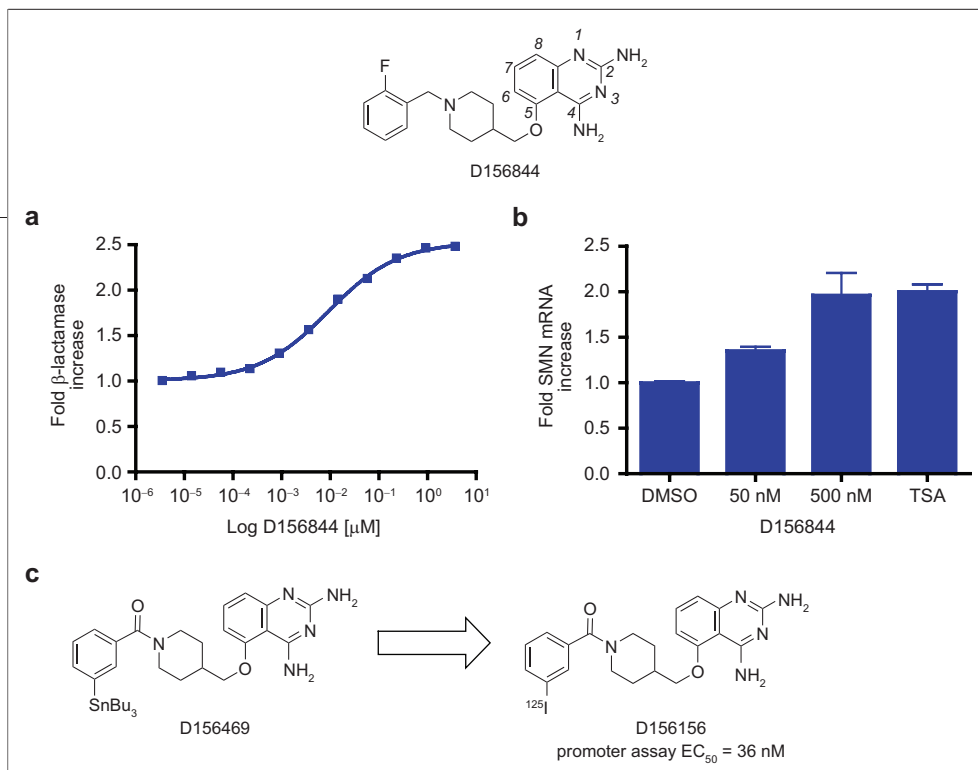 F
N
O
5
6
7
8
N
1
2
NH₂
N
3
4
NH₂
D156844
a
Fold β-lactamase
increase
2.5
2.0
1.5
1.0
0.5
0.0
10⁻⁶ 10⁻⁵ 10⁻⁴ 10⁻³ 10⁻² 10⁻¹ 10⁰ 10¹
Log D156844 [μM]
b
Fold SMN mRNA
increase
2.5
2.0
1.5
1.0
0.5
0.0
DMSO 50 nM 500 nM TSA
D156844
c
O
N
SnBu₃
O
N
NH₂
N
NH₂
D156469
O
N
¹²⁵I
O
N
NH₂
N
NH₂
D156156
promoter assay EC₅₀ = 36 nM